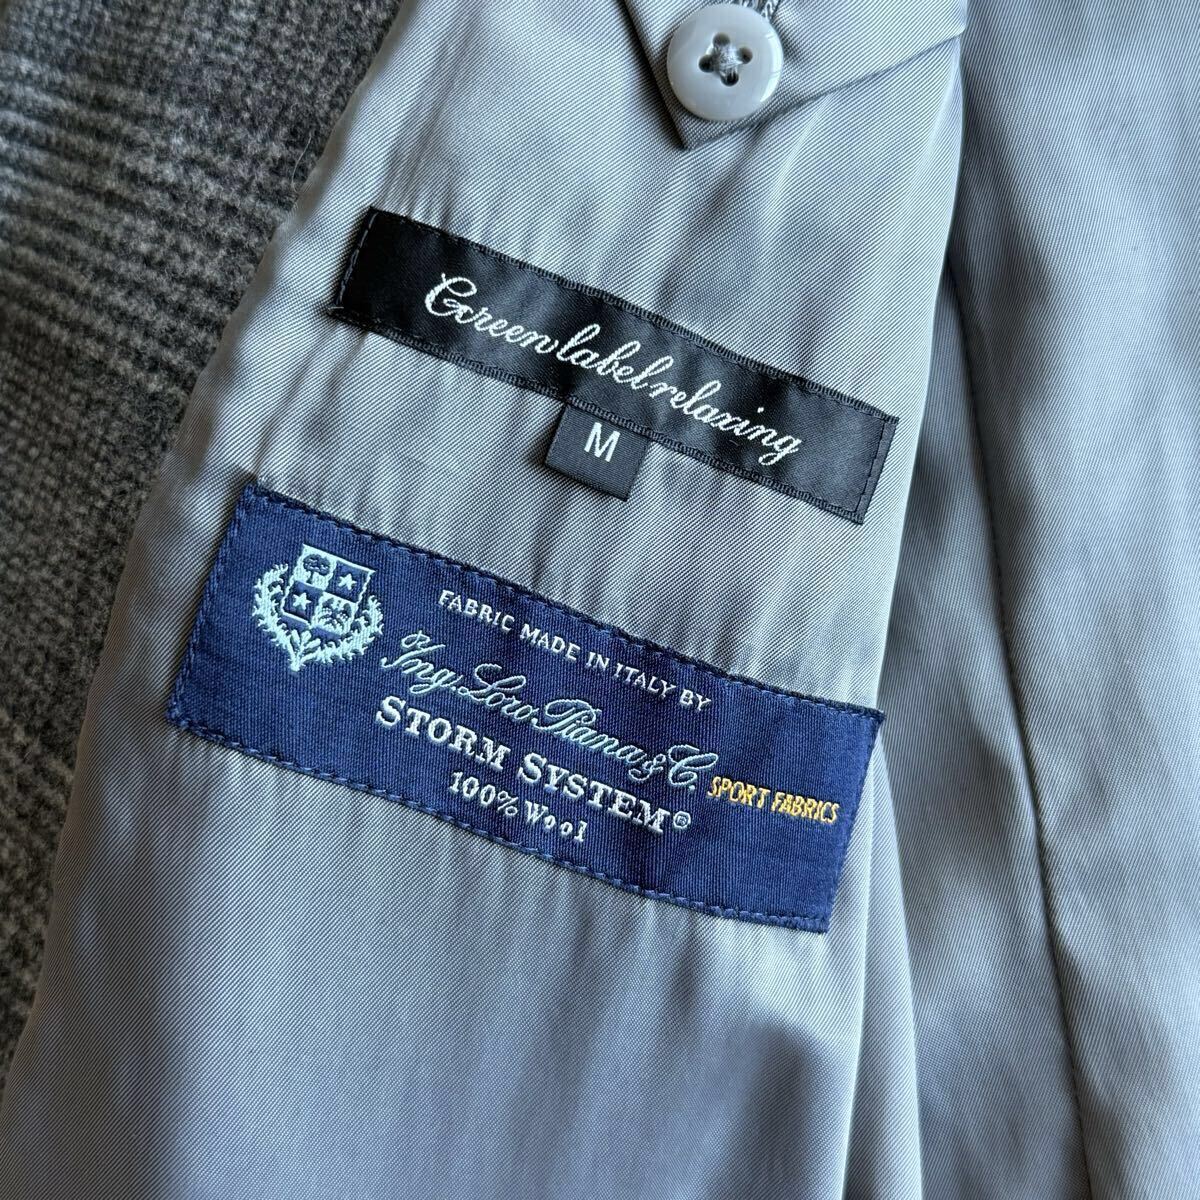 Green label relaxing
M
FABRIC MADE IN ITALY BY
Ing. Loro Piana & C.
STORM SYSTEM®
SPORT FABRICS
100% Wool